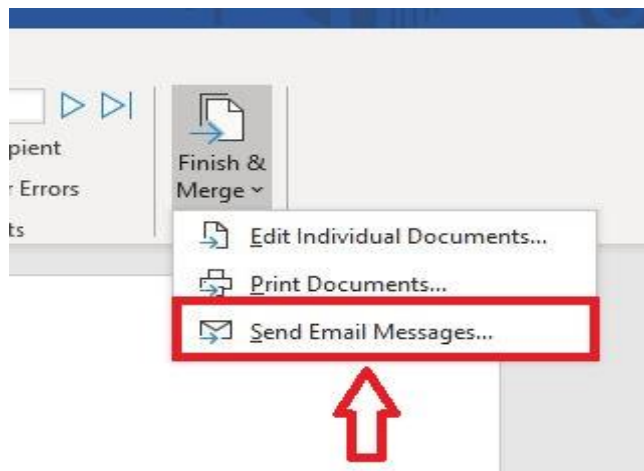 pient
Errors
ts
Finish &
Merge
Edit Individual Documents...
Print Documents...
Send Email Messages...